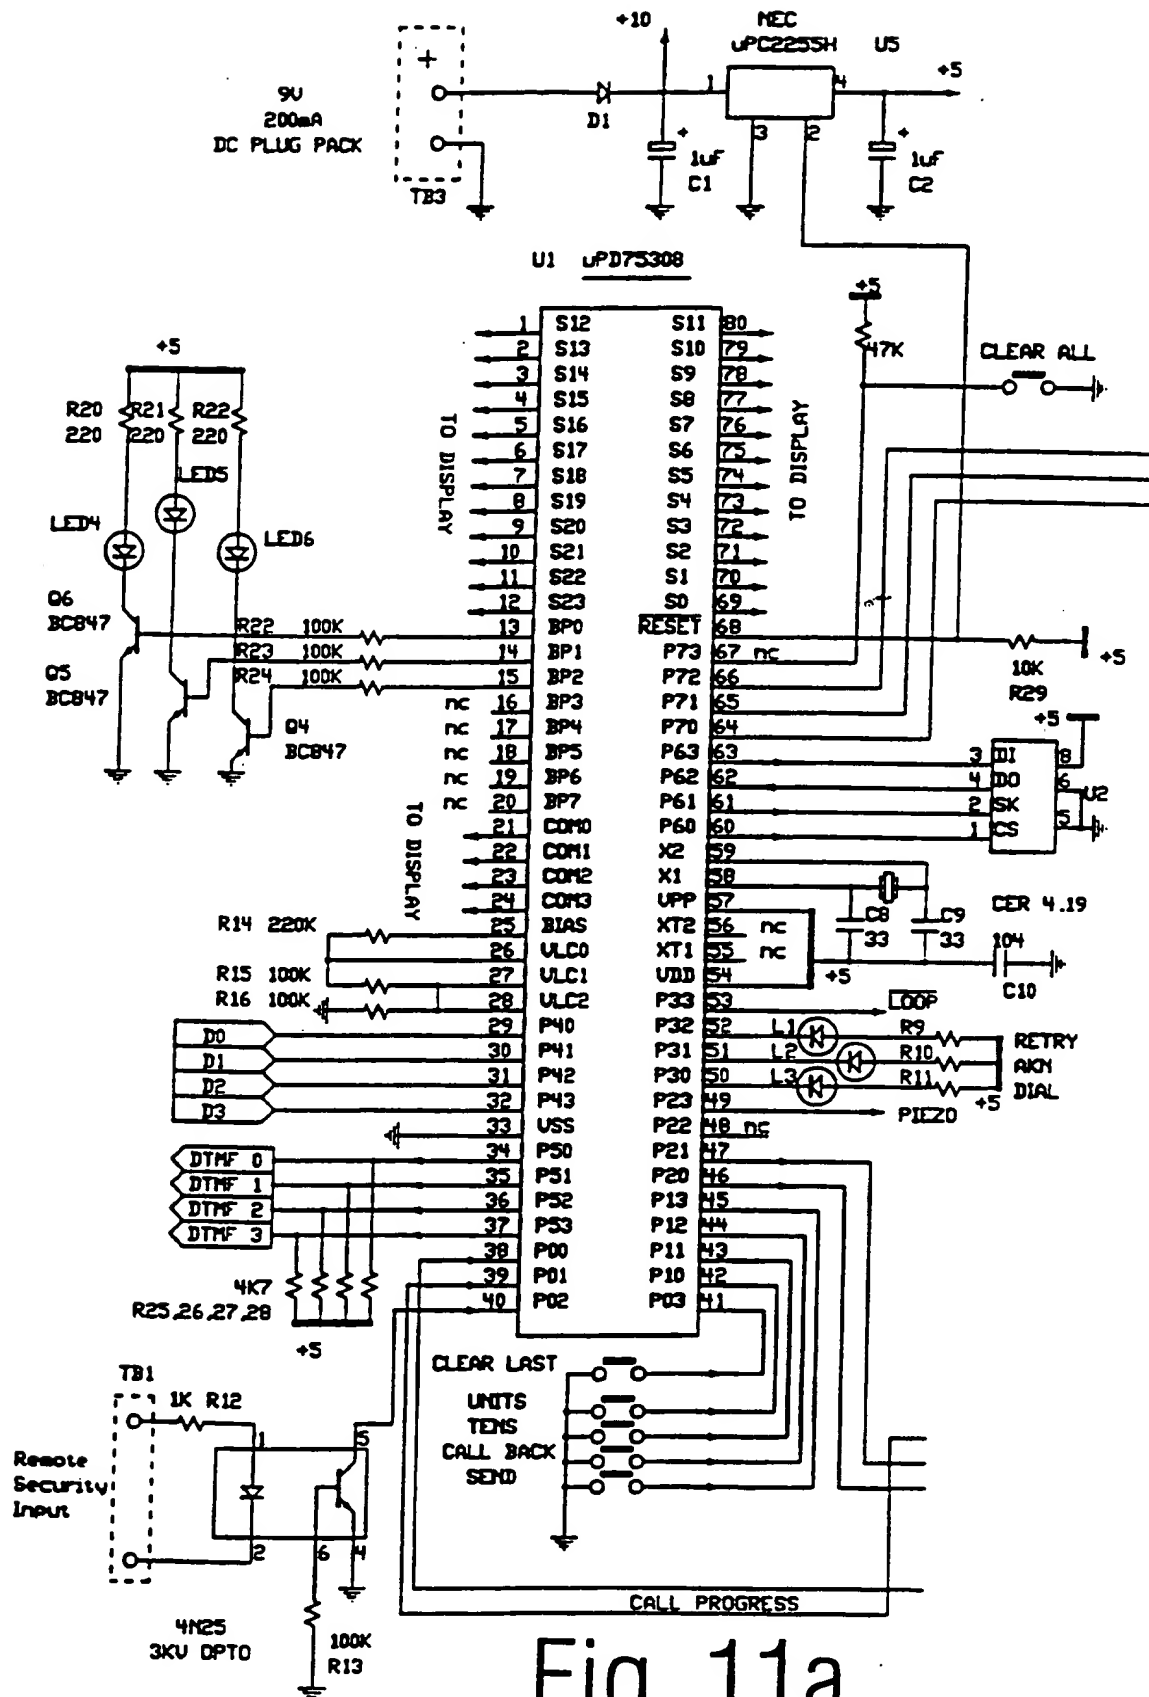 +10
NEC
uPC2255H U5
1
4
+5
9V
200mA
DC PLUG PACK
+
D1
3
2
+
1uF
C1
+
1uF
C2
TB3
U1 uPD75308
+5
47K
CLEAR ALL
+5
R20
220
R21
220
R22
220
LED5
LED4
LED6
Q6
BC847
Q5
BC847
Q4
BC847
R22 100K
R23 100K
R24 100K
TO DISPLAY
TO DISPLAY
TO DISPLAY
1 S12 S11 80
2 S13 S10 79
3 S14 S9 78
4 S15 S8 77
5 S16 S7 76
6 S17 S6 75
7 S18 S5 74
8 S19 S4 73
9 S20 S3 72
10 S21 S2 71
11 S22 S1 70
12 S23 S0 69
13 BP0 RESET 68
14 BP1 P73 67 nc
15 BP2 P72 66
nc 16 BP3 P71 65
nc 17 BP4 P70 64
nc 18 BP5 P63 63
nc 19 BP6 P62 62
nc 20 BP7 P61 61
21 COM0 P60 60
22 COM1 X2 59
23 COM2 X1 58
24 COM3 VPP 57
25 BIAS XT2 56 nc
26 VLC0 XT1 55 nc
27 VLC1 VDD 54
28 VLC2 P33 53
29 P40 P32 52
30 P41 P31 51
31 P42 P30 50
32 P43 P23 49
33 VSS P22 48 nc
34 P50 P21 47
35 P51 P20 46
36 P52 P13 45
37 P53 P12 44
38 P00 P11 43
39 P01 P10 42
40 P02 P03 41
10K
R29
+5
+5
3 DI 8
4 DO 6
2 SK
1 CS 5
U2
C8
33
C9
33
CER 4.19
104
C10
+5
R14 220K
R15 100K
R16 100K
LOOP
L1 R9 RETRY
L2 R10 AKN
L3 R11 DIAL
+5
PIEZO
D0
D1
D2
D3
DTMF 0
DTMF 1
DTMF 2
DTMF 3
4K7
R25,26,27,28
+5
CLEAR LAST
UNITS
TENS
CALL BACK
SEND
TB1
1K R12
Remote
Security
Input
1
5
2
6
4
4N25
3KV OPTO
100K
R13
CALL PROGRESS
Fig 11a